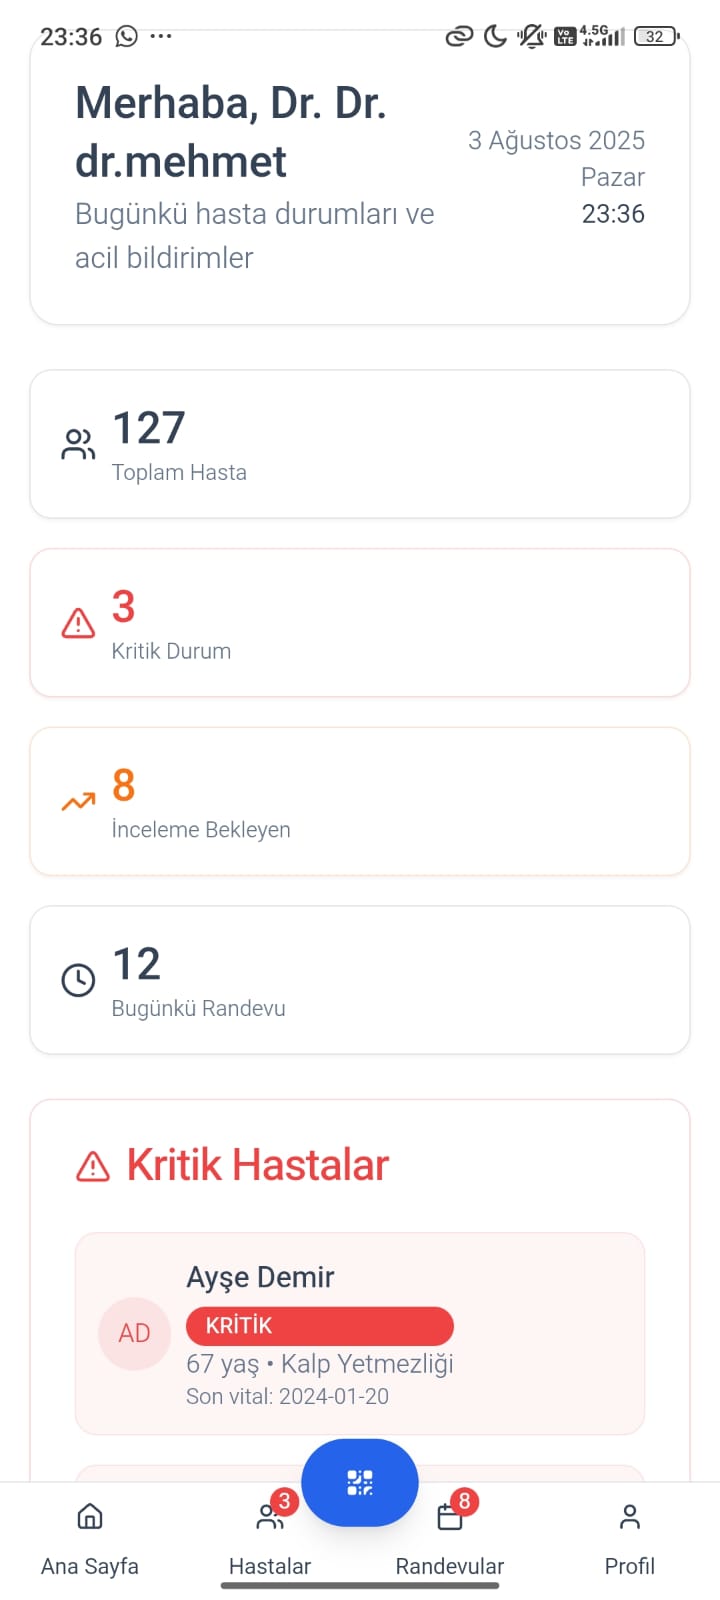 23:36
Vo LTE 4.5G 32
Merhaba, Dr. Dr.
dr.mehmet
Bugünkü hasta durumları ve
acil bildirimler
3 Ağustos 2025
Pazar
23:36
127
Toplam Hasta
3
Kritik Durum
8
İnceleme Bekleyen
12
Bugünkü Randevu
Kritik Hastalar
AD
Ayşe Demir
KRİTİK
67 yaş • Kalp Yetmezliği
Son vital: 2024-01-20
3
8
Ana Sayfa
Hastalar
Randevular
Profil